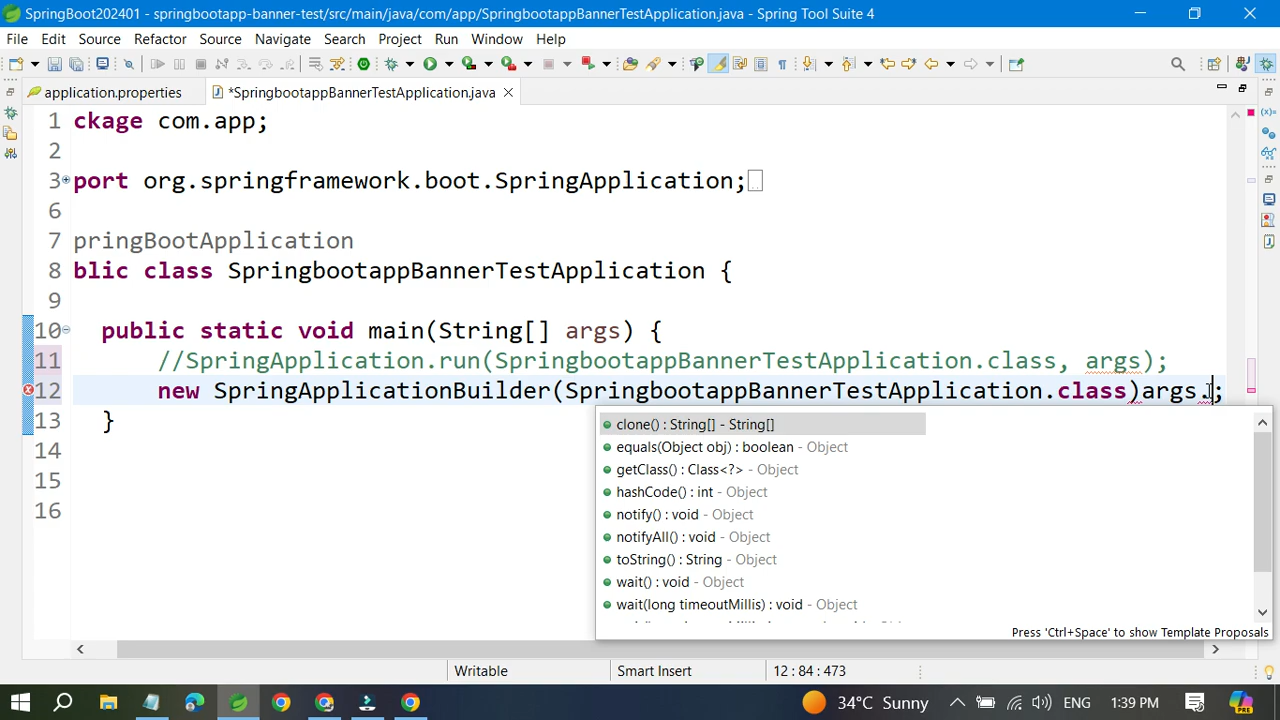 SpringBoot202401 - springbootapp-banner-test/src/main/java/com/app/SpringbootappBannerTestApplication.java - Spring Tool Suite 4
File Edit Source Refactor Source Navigate Search Project Run Window Help
application.properties *SpringbootappBannerTestApplication.java
1 ckage com.app;
2
3 port org.springframework.boot.SpringApplication;
6
7 pringBootApplication
8 blic class SpringbootappBannerTestApplication {
9
10 public static void main(String[] args) {
11 //SpringApplication.run(SpringbootappBannerTestApplication.class, args);
12 new SpringApplicationBuilder(SpringbootappBannerTestApplication.class)args.;
13 }
14
15
16
clone() : String[] - String[]
equals(Object obj) : boolean - Object
getClass() : Class<?> - Object
hashCode() : int - Object
notify() : void - Object
notifyAll() : void - Object
toString() : String - Object
wait() : void - Object
wait(long timeoutMillis) : void - Object
Press 'Ctrl+Space' to show Template Proposals
Writable Smart Insert 12 : 84 : 473
34°C Sunny ENG 1:39 PM PRE